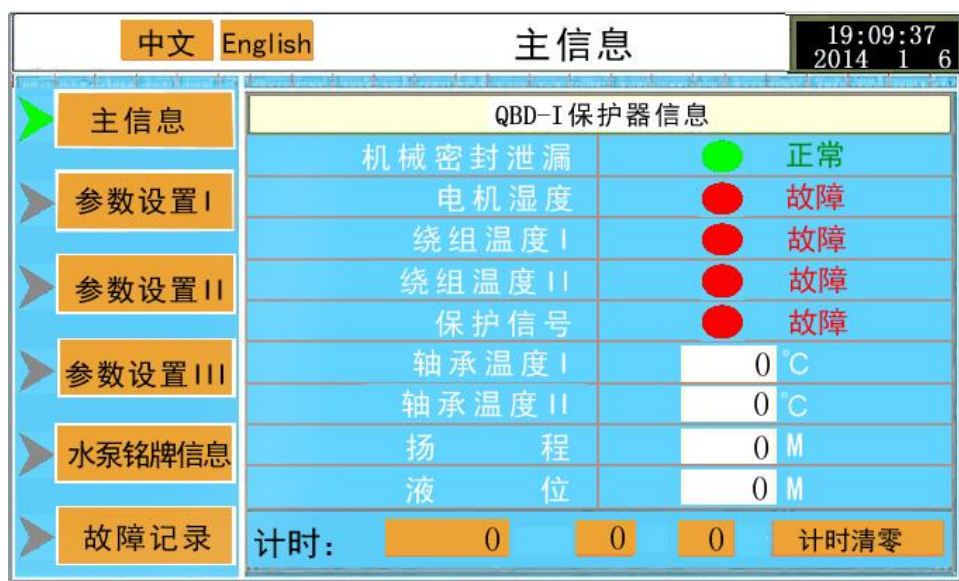 中文 English 主信息 19:09:37
2014 1 6
主信息
参数设置I
参数设置II
参数设置III
水泵铭牌信息
故障记录
QBD-I保护器信息
机械密封泄漏 正常
电机湿度 故障
绕组温度I 故障
绕组温度II 故障
保护信号 故障
轴承温度I 0 ℃
轴承温度II 0 ℃
扬程 0 M
液位 0 M
计时: 0 0 0 计时清零